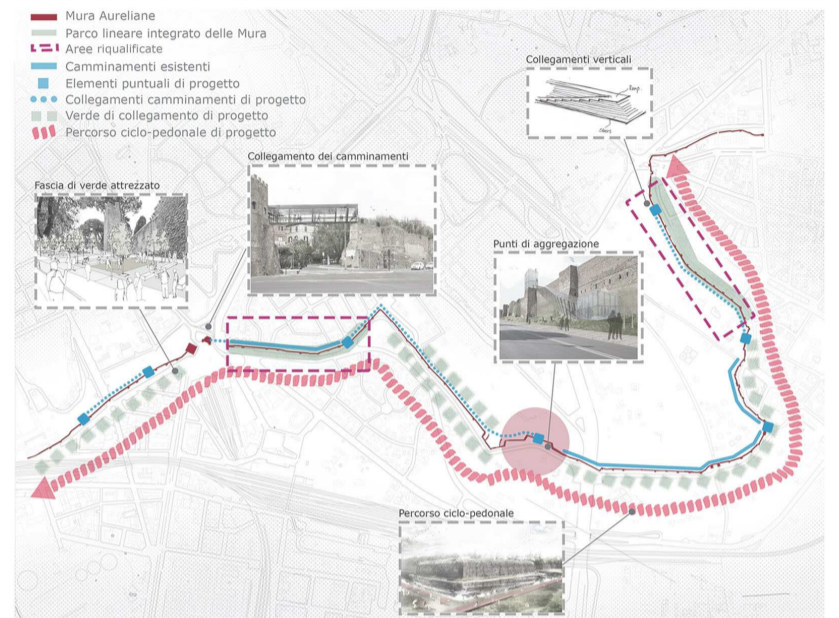 Mura Aureliane
Parco lineare integrato delle Mura
Aree riqualificate
Camminamenti esistenti
Elementi puntuali di progetto
Collegamenti camminamenti di progetto
Verde di collegamento di progetto
Percorso ciclo-pedonale di progetto
Collegamenti verticali
Collegamento dei camminamenti
Fascia di verde attrezzato
Punti di aggregazione
Percorso ciclo-pedonale